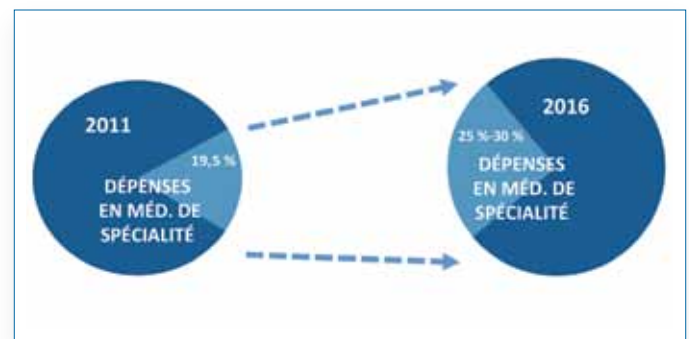 2011
19,5 %
DÉPENSES
EN MÉD. DE
SPÉCIALITÉ
2016
25 %-30 %
DÉPENSES
EN MÉD. DE
SPÉCIALITÉ